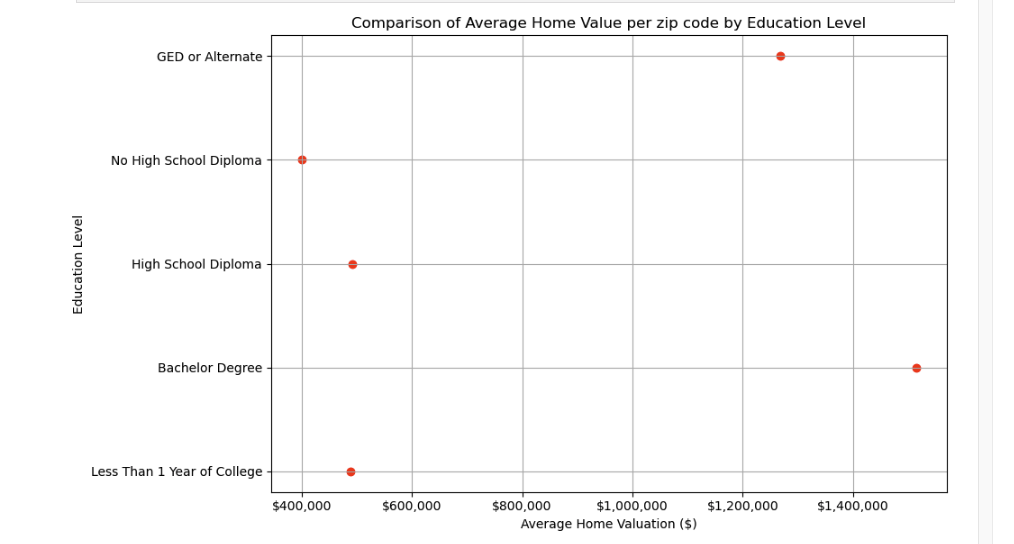 Comparison of Average Home Value per zip code by Education Level
GED or Alternate
No High School Diploma
High School Diploma
Bachelor Degree
Less Than 1 Year of College
Education Level
$400,000
$600,000
$800,000
$1,000,000
$1,200,000
$1,400,000
Average Home Valuation ($)